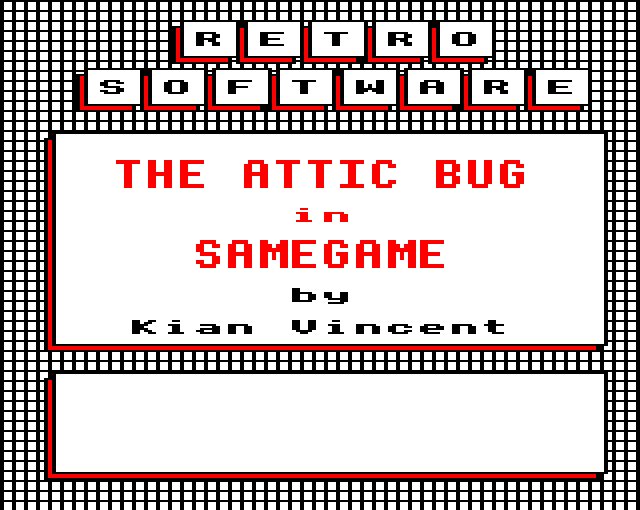 RETRO
SOFTWARE
THE ATTIC BUG
in
SAMEGAME
by
Kian Vincent